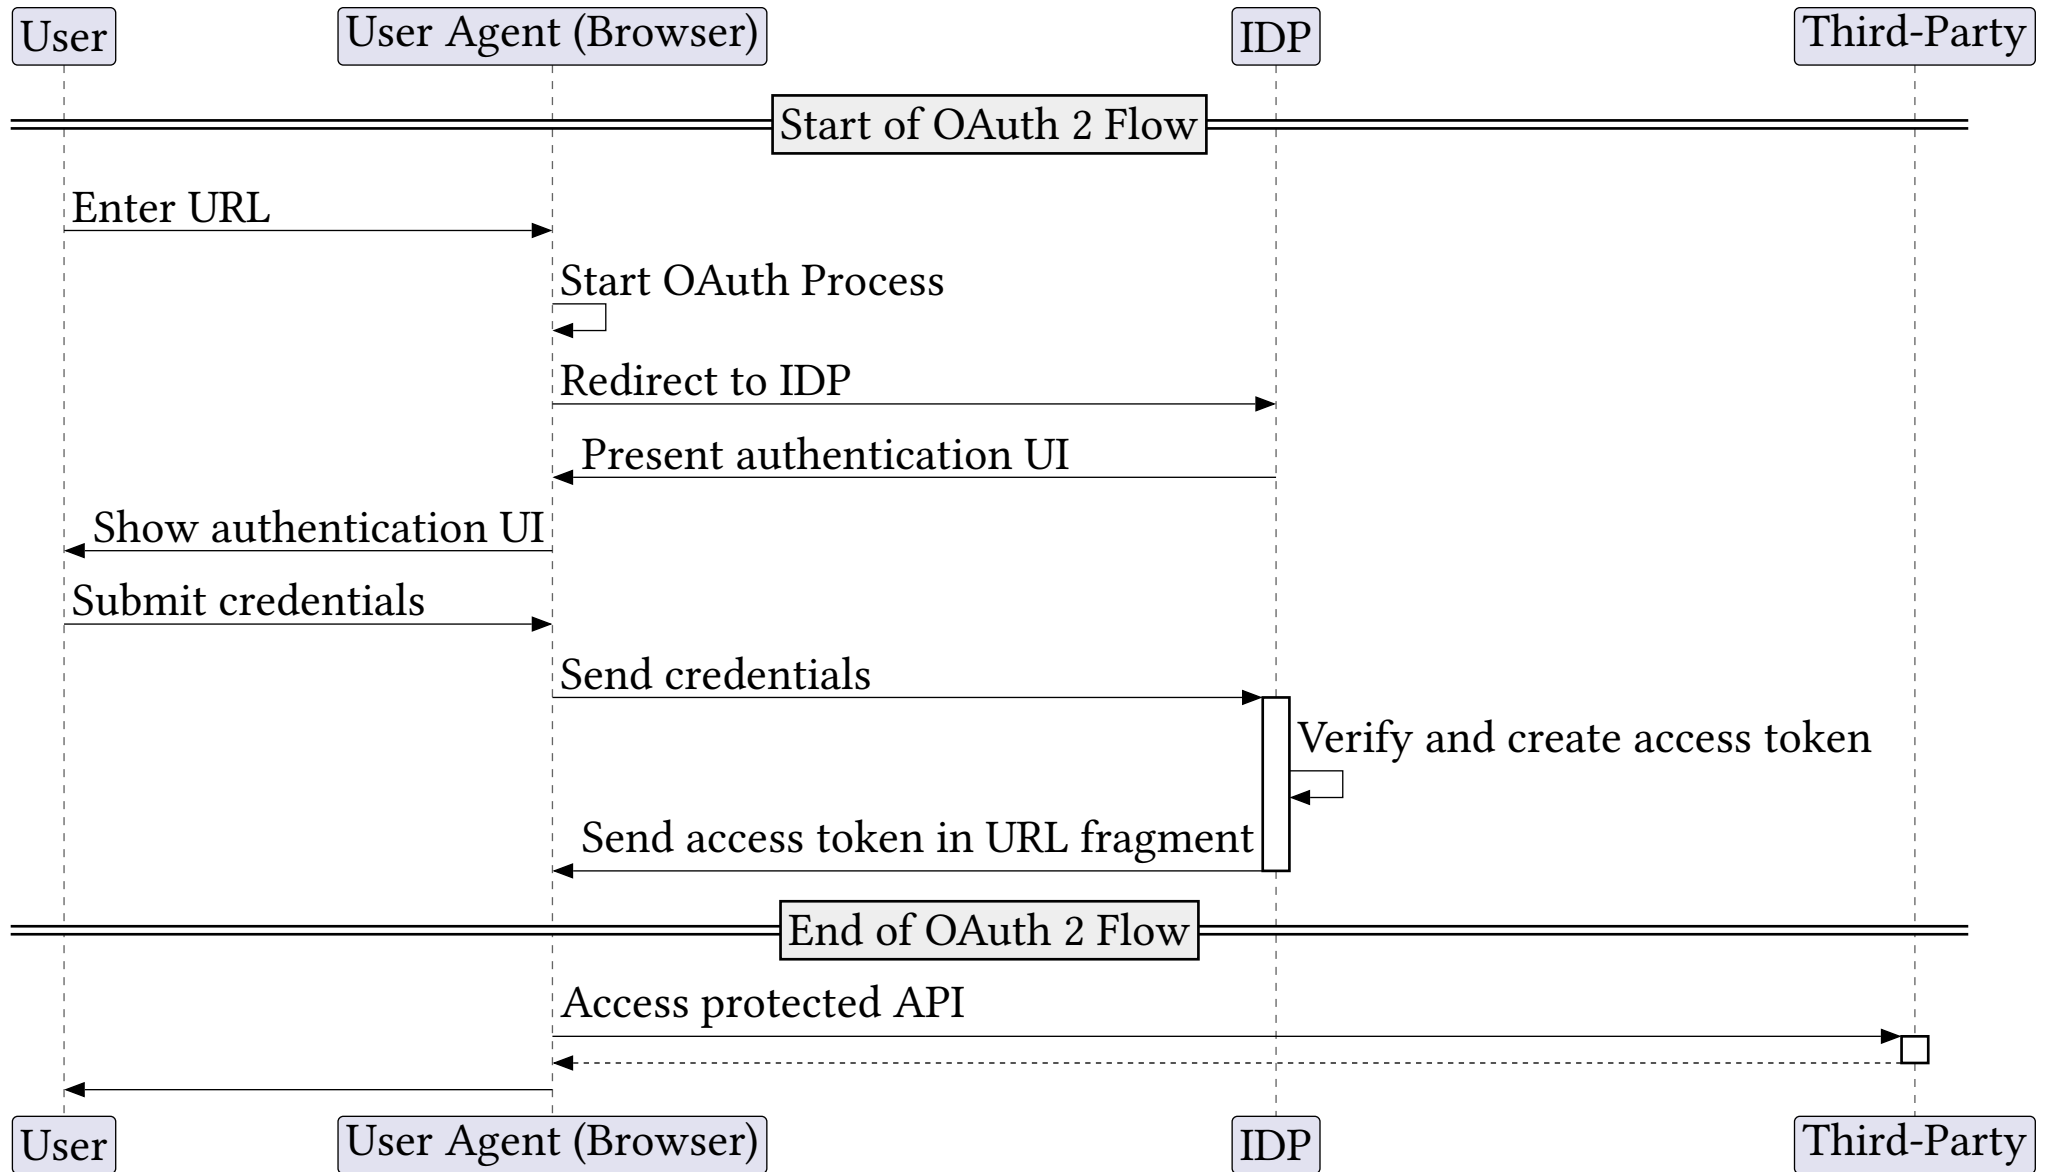 User
User Agent (Browser)
IDP
Third-Party
Start of OAuth 2 Flow
Enter URL
Start OAuth Process
Redirect to IDP
Present authentication UI
Show authentication UI
Submit credentials
Send credentials
Verify and create access token
Send access token in URL fragment
End of OAuth 2 Flow
Access protected API
User
User Agent (Browser)
IDP
Third-Party